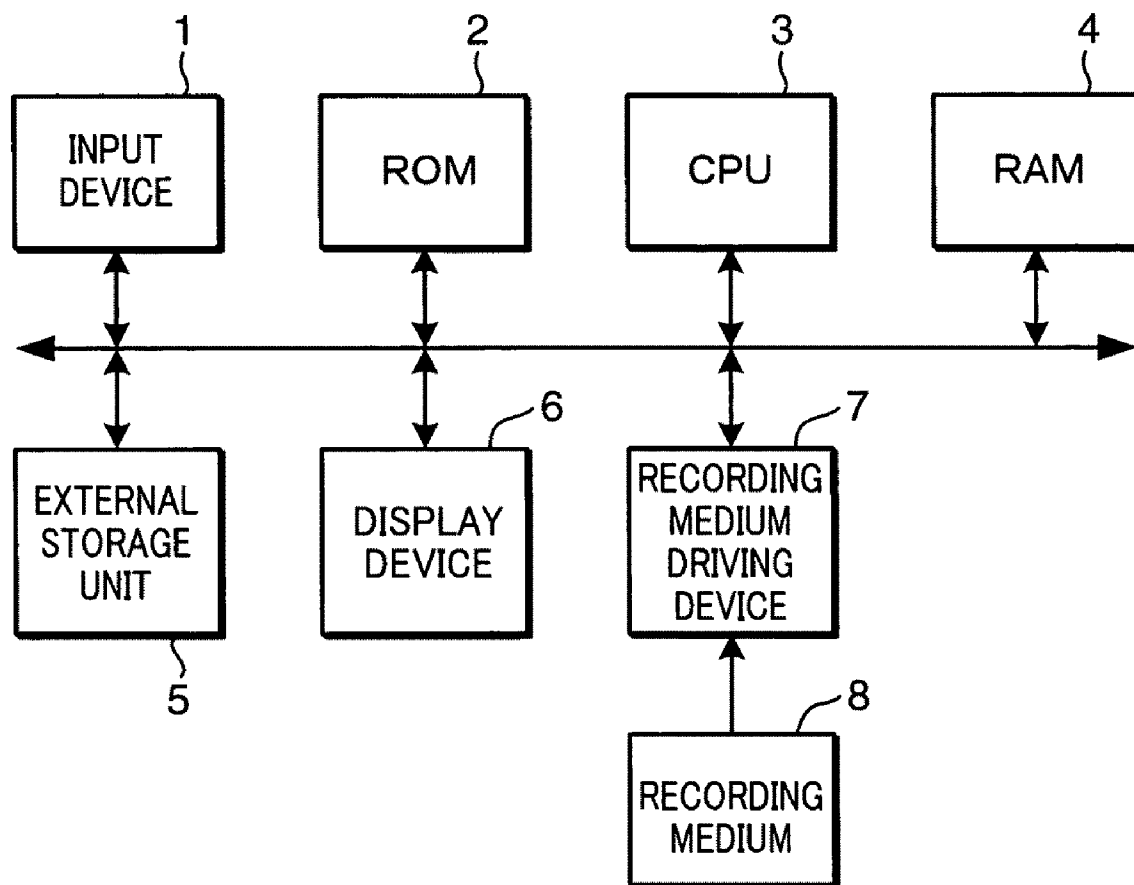 1
2
3
4
INPUT
DEVICE
ROM
CPU
RAM
6
7
EXTERNAL
STORAGE
UNIT
DISPLAY
DEVICE
RECORDING
MEDIUM
DRIVING
DEVICE
5
8
RECORDING
MEDIUM